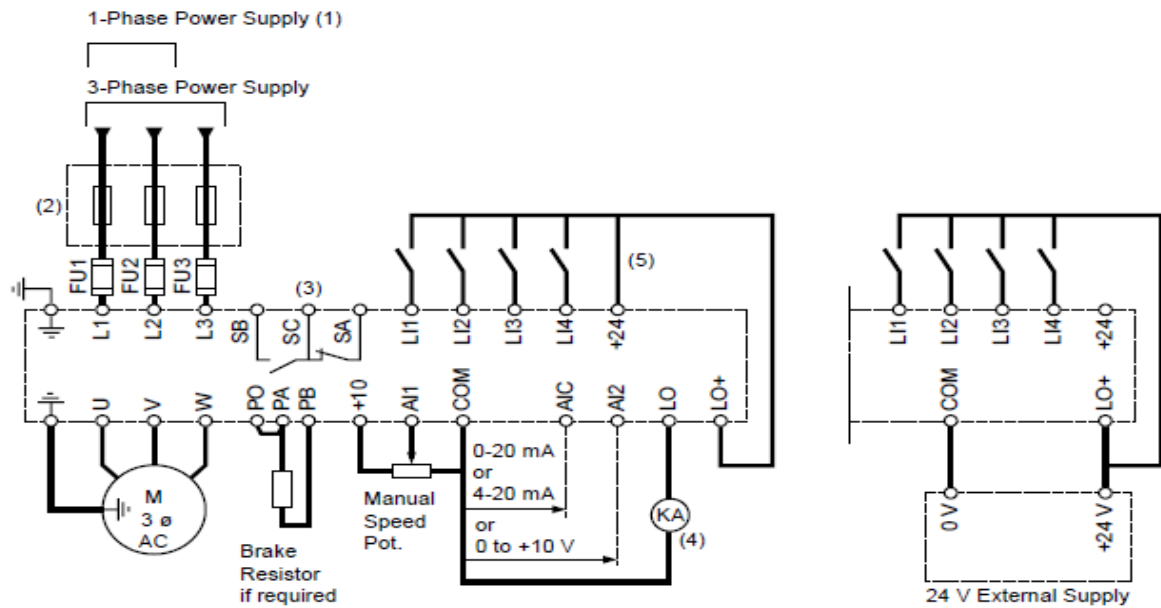 1-Phase Power Supply (1)
3-Phase Power Supply
(2)
FU1
FU2
FU3
(3)
(5)
L1
L2
L3
SB
SC
SA
LI1
LI2
LI3
LI4
+24
U
V
W
PO
PA
PB
+10
AI1
COM
AIC
AI2
LO
LO+
M
3 ø
AC
Brake
Resistor
if required
Manual
Speed
Pot.
0-20 mA
or
4-20 mA
or
0 to +10 V
KA
(4)
LI1
LI2
LI3
LI4
+24
COM
LO+
0 V
+24 V
24 V External Supply